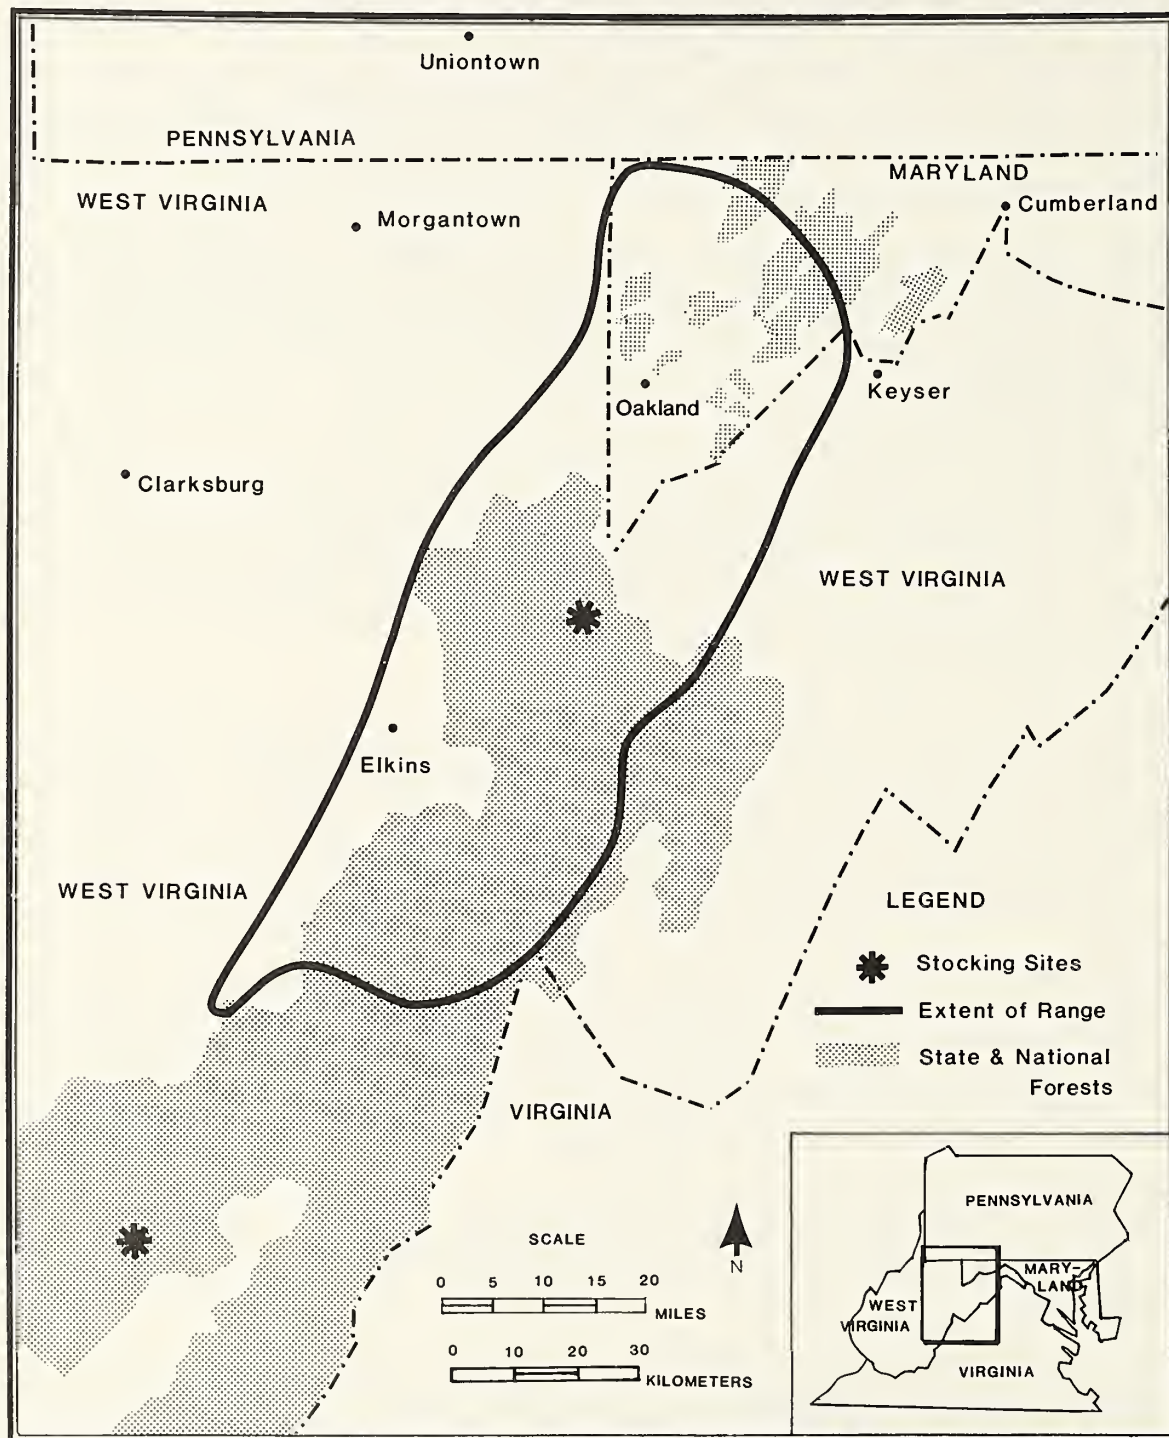 Uniontown
PENNSYLVANIA
WEST VIRGINIA
MARYLAND
Morgantown
Cumberland
Oakland
Keyser
Clarksburg
WEST VIRGINIA
Elkins
WEST VIRGINIA
LEGEND
Stocking Sites
Extent of Range
State & National
Forests
VIRGINIA
SCALE
0 5 10 15 20
MILES
0 10 20 30
KILOMETERS
N
PENNSYLVANIA
MARY-
LAND
WEST
VIRGINIA
VIRGINIA